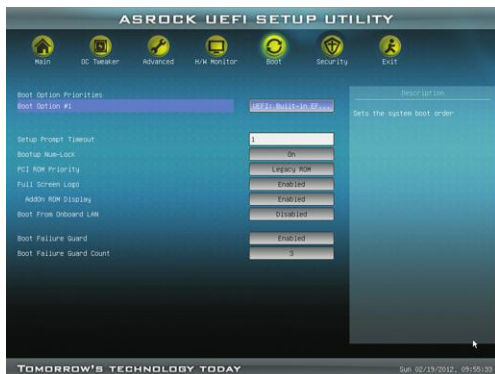 ASROCK UEFI SETUP UTILITY
Main
OC Tweaker
Advanced
H/W Monitor
Boot
Security
Exit
Boot Option Priorities
Boot Option #1 UEFI: Built-in EF...
Setup Prompt Timeout 1
Bootup Num-Lock On
PCI ROM Priority Legacy ROM
Full Screen Logo Enabled
AddOn ROM Display Enabled
Boot From Onboard LAN Disabled
Boot Failure Guard Enabled
Boot Failure Guard Count 3
Description
Sets the system boot order
TOMORROW'S TECHNOLOGY TODAY
Sun 02/19/2012, 09:55:33